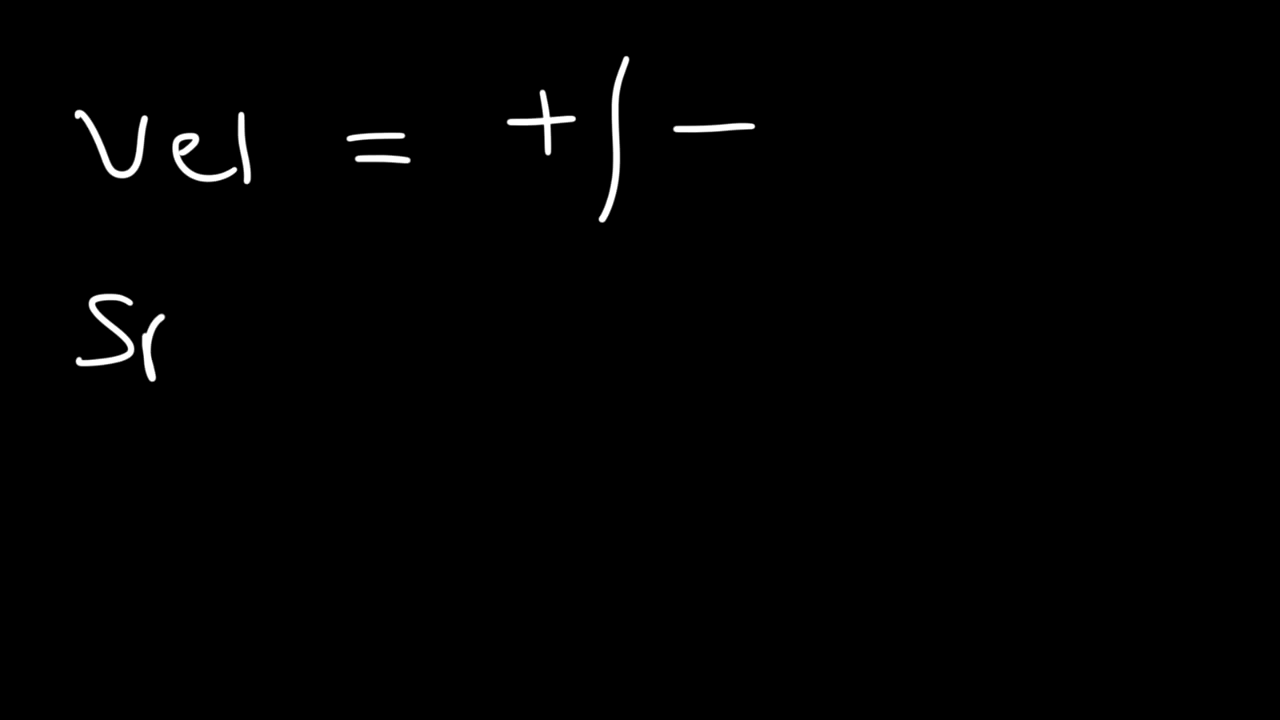 Vel = +/-
Sr